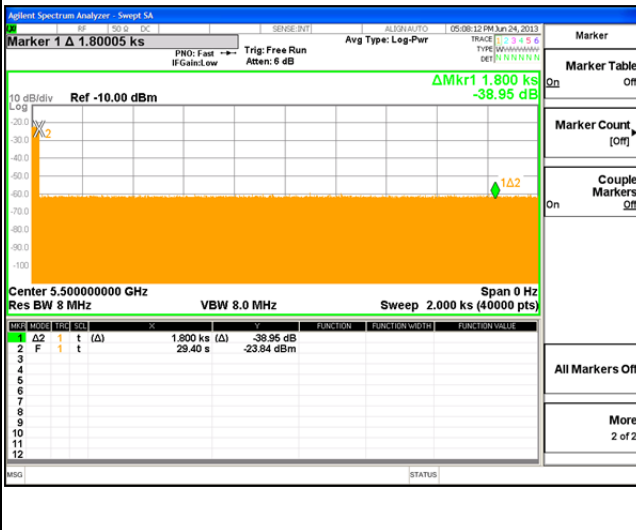 Agilent Spectrum Analyzer - Swept SA
RF 50 Ω DC SENSE:INT ALIGNAUTO 05:08:12 PM Jun 24, 2013
Marker 1 Δ 1.80005 ks
PNO: Fast
IFGain:Low
Trig: Free Run
Atten: 6 dB
Avg Type: Log-Pwr
TRACE 1 2 3 4 5 6
TYPE W
DET N N N N N N
ΔMkr1 1.800 ks
-38.95 dB
10 dB/div Ref -10.00 dBm
Log
-20.0
-30.0
-40.0
-50.0
-60.0
-70.0
-80.0
-90.0
-100
2
1Δ2
Center 5.500000000 GHz Span 0 Hz
Res BW 8 MHz VBW 8.0 MHz Sweep 2.000 ks (40000 pts)
MKR MODE TRC SCL X Y FUNCTION FUNCTION WIDTH FUNCTION VALUE
1 Δ2 1 t (Δ) 1.800 ks (Δ) -38.95 dB
2 F 1 t 29.40 s -23.84 dBm
3
4
5
6
7
8
9
10
11
12
MSG STATUS
Marker
Marker Table
On Off
Marker Count
[Off]
Couple
Markers
On Off
All Markers Off
More
2 of 2